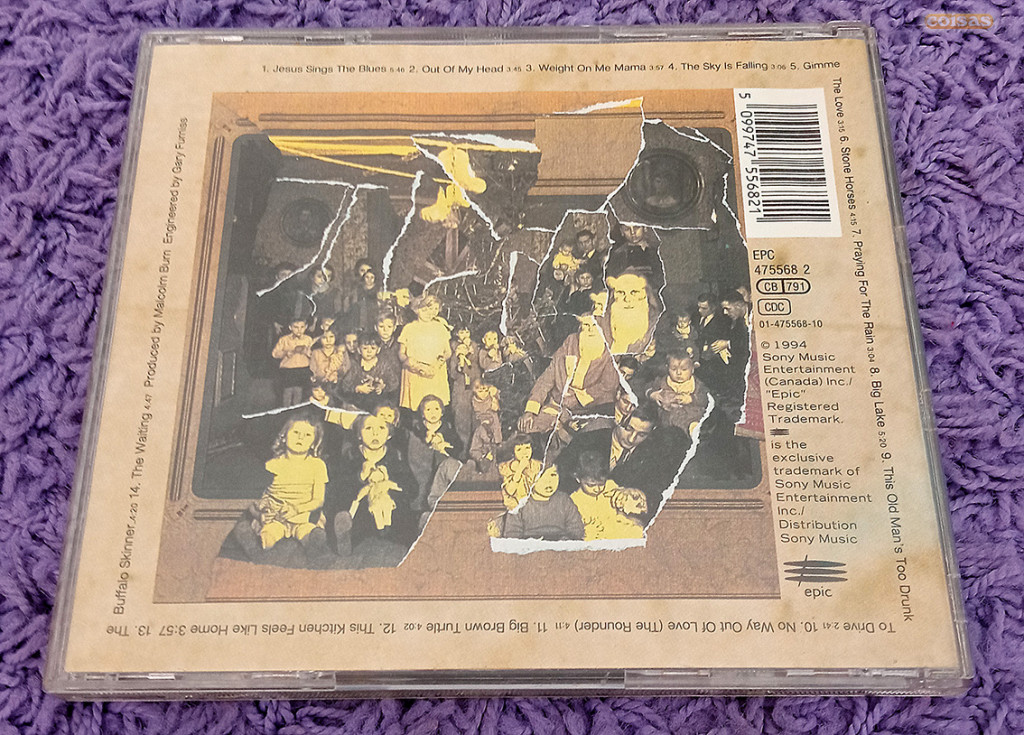 coisas
1. Jesus Sings The Blues 5:46 2. Out Of My Head 3:45 3. Weight On Me Mama 3:57 4. The Sky Is Falling 3:06 5. Gimme
The Love 3:15 6. Stone Horses 4:15 7. Praying For The Rain 3:04 8. Big Lake 5:20 9. This Old Man's Too Drunk
To Drive 2:41 10. No Way Out Of Love (The Rounder) 4:11 11. Big Brown Turtle 4:02 12. This Kitchen Feels Like Home 3:57 13. The
Buffalo Skinner 4:20 14. The Waiting 4:47 Produced by Malcolm Burn Engineered by Gary Furniss
5 099747 556821
EPC
475568 2
CB 791
CDC
01-475568-10
© 1994
Sony Music
Entertainment
(Canada) Inc./
"Epic"
Registered
Trademark.
is the
exclusive
trademark of
Sony Music
Entertainment
Inc./
Distribution
Sony Music
epic